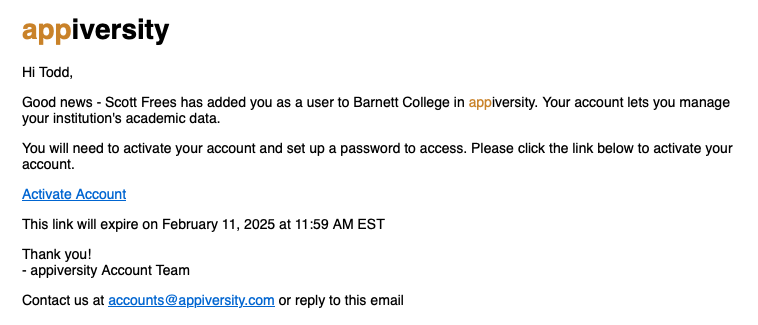 appiversity
Hi Todd,
Good news - Scott Frees has added you as a user to Barnett College in appiversity. Your account lets you manage
your institution's academic data.
You will need to activate your account and set up a password to access. Please click the link below to activate your
account.
Activate Account
This link will expire on February 11, 2025 at 11:59 AM EST
Thank you!
- appiversity Account Team
Contact us at accounts@appiversity.com or reply to this email